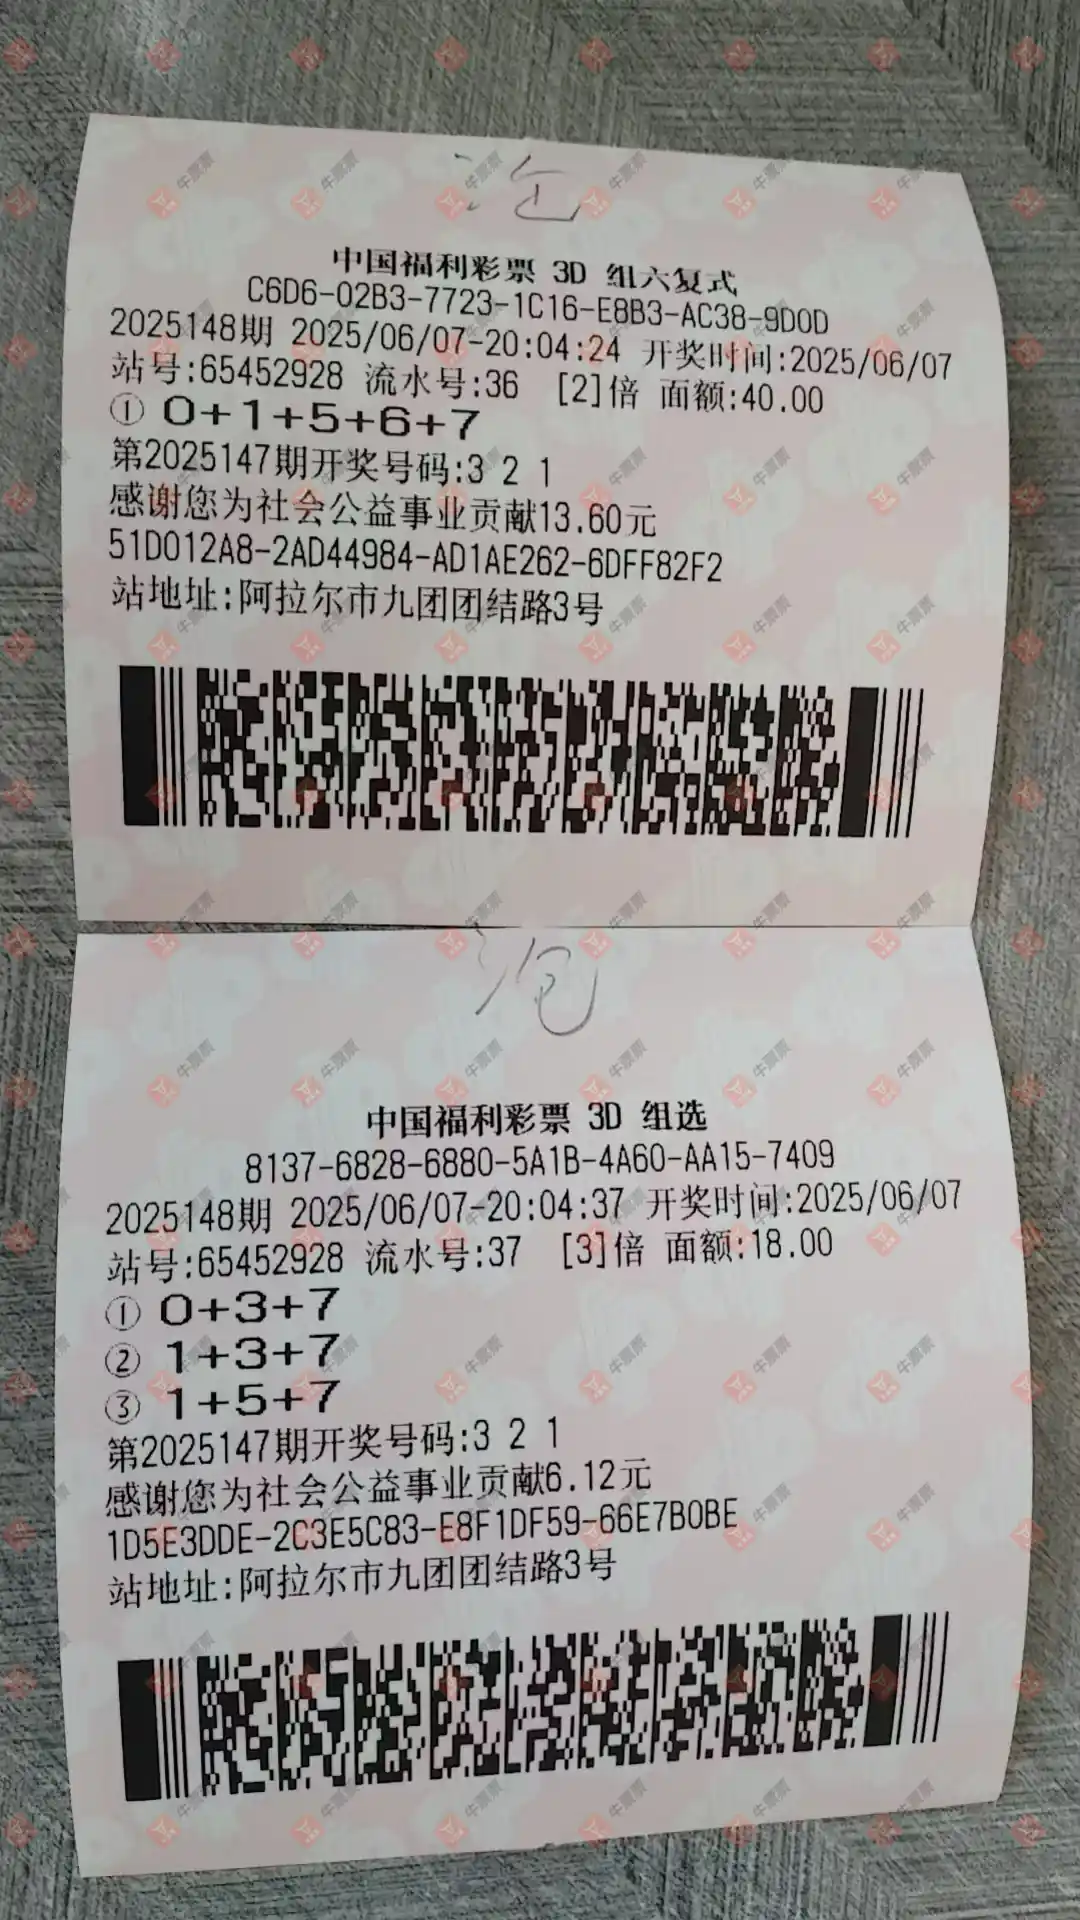 泡
中国福利彩票 3D 组六复式
C6D6-02B3-7723-1C16-E8B3-AC38-9D0D
2025148期 2025/06/07-20:04:24 开奖时间:2025/06/07
站号:65452928 流水号:36 [2]倍 面额:40.00
① 0+1+5+6+7
第2025147期开奖号码:3 2 1
感谢您为社会公益事业贡献13.60元
51D012A8-2AD44984-AD1AE262-6DFF82F2
站地址:阿拉尔市九团团结路3号
泡
中国福利彩票 3D 组选
8137-6828-6880-5A1B-4A60-AA15-7409
2025148期 2025/06/07-20:04:37 开奖时间:2025/06/07
站号:65452928 流水号:37 [3]倍 面额:18.00
① 0+3+7
② 1+3+7
③ 1+5+7
第2025147期开奖号码:3 2 1
感谢您为社会公益事业贡献6.12元
1D5E3DDE-2C3E5C83-E8F1DF59-66E7B0BE
站地址:阿拉尔市九团团结路3号
牛票票